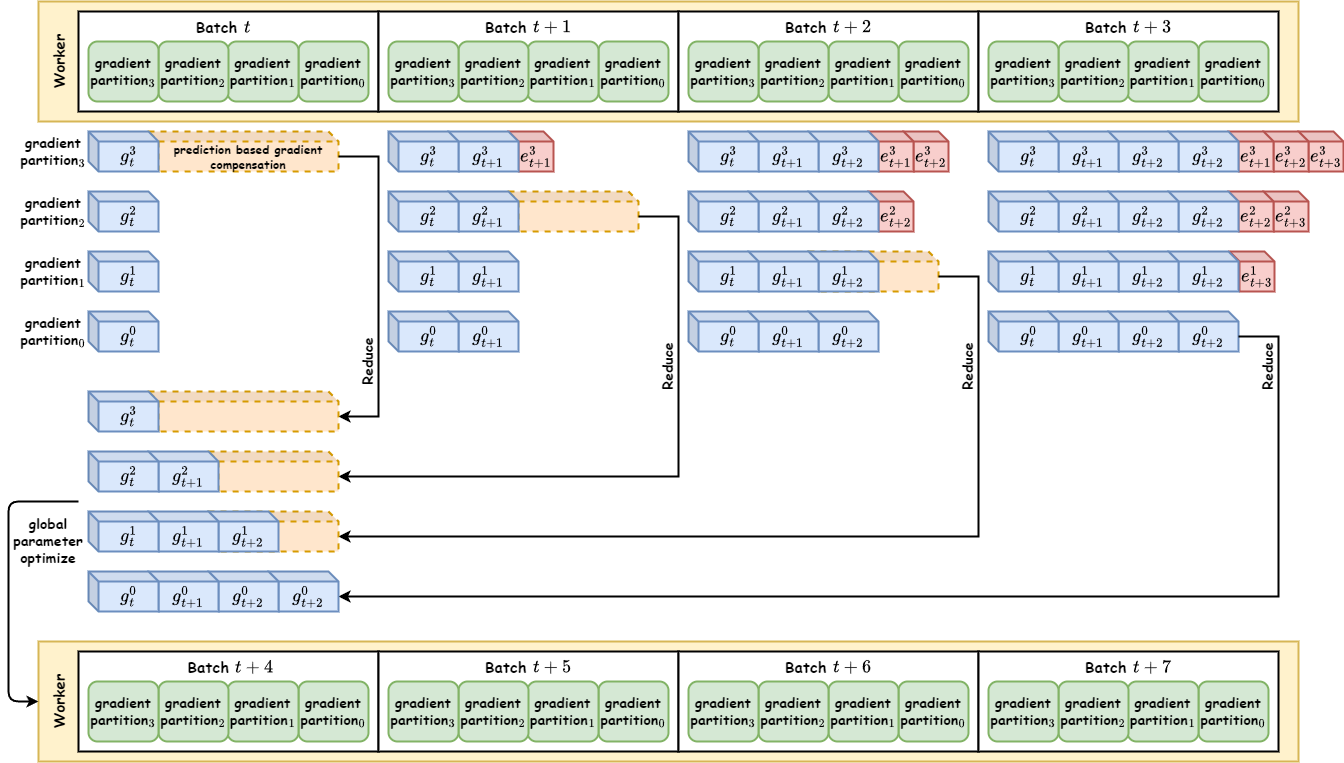 Worker
Batch t
Batch t + 1
Batch t + 2
Batch t + 3
gradient gradient gradient gradient
partition₃ partition₂ partition₁ partition₀
gradient gradient gradient gradient
partition₃ partition₂ partition₁ partition₀
gradient gradient gradient gradient
partition₃ partition₂ partition₁ partition₀
gradient gradient gradient gradient
partition₃ partition₂ partition₁ partition₀
gradient
partition₃
g_t^3
prediction based gradient
compensation
g_t^3 g_{t+1}^3 e_{t+1}^3
g_t^3 g_{t+1}^3 g_{t+2}^3 e_{t+1}^3 e_{t+2}^3
g_t^3 g_{t+1}^3 g_{t+2}^3 g_{t+2}^3 e_{t+1}^3 e_{t+2}^3 e_{t+3}^3
gradient
partition₂
g_t^2
g_t^2 g_{t+1}^2
g_t^2 g_{t+1}^2 g_{t+2}^2 e_{t+2}^2
g_t^2 g_{t+1}^2 g_{t+2}^2 g_{t+2}^2 e_{t+2}^2 e_{t+3}^2
gradient
partition₁
g_t^1
g_t^1 g_{t+1}^1
g_t^1 g_{t+1}^1 g_{t+2}^1
g_t^1 g_{t+1}^1 g_{t+2}^1 g_{t+2}^1 e_{t+3}^1
gradient
partition₀
g_t^0
g_t^0 g_{t+1}^0
g_t^0 g_{t+1}^0 g_{t+2}^0
g_t^0 g_{t+1}^0 g_{t+2}^0 g_{t+2}^0
Reduce
Reduce
Reduce
Reduce
g_t^3
g_t^2 g_{t+1}^2
g_t^1 g_{t+1}^1 g_{t+2}^1
g_t^0 g_{t+1}^0 g_{t+2}^0 g_{t+2}^0
global
parameter
optimize
Worker
Batch t + 4
Batch t + 5
Batch t + 6
Batch t + 7
gradient gradient gradient gradient
partition₃ partition₂ partition₁ partition₀
gradient gradient gradient gradient
partition₃ partition₂ partition₁ partition₀
gradient gradient gradient gradient
partition₃ partition₂ partition₁ partition₀
gradient gradient gradient gradient
partition₃ partition₂ partition₁ partition₀